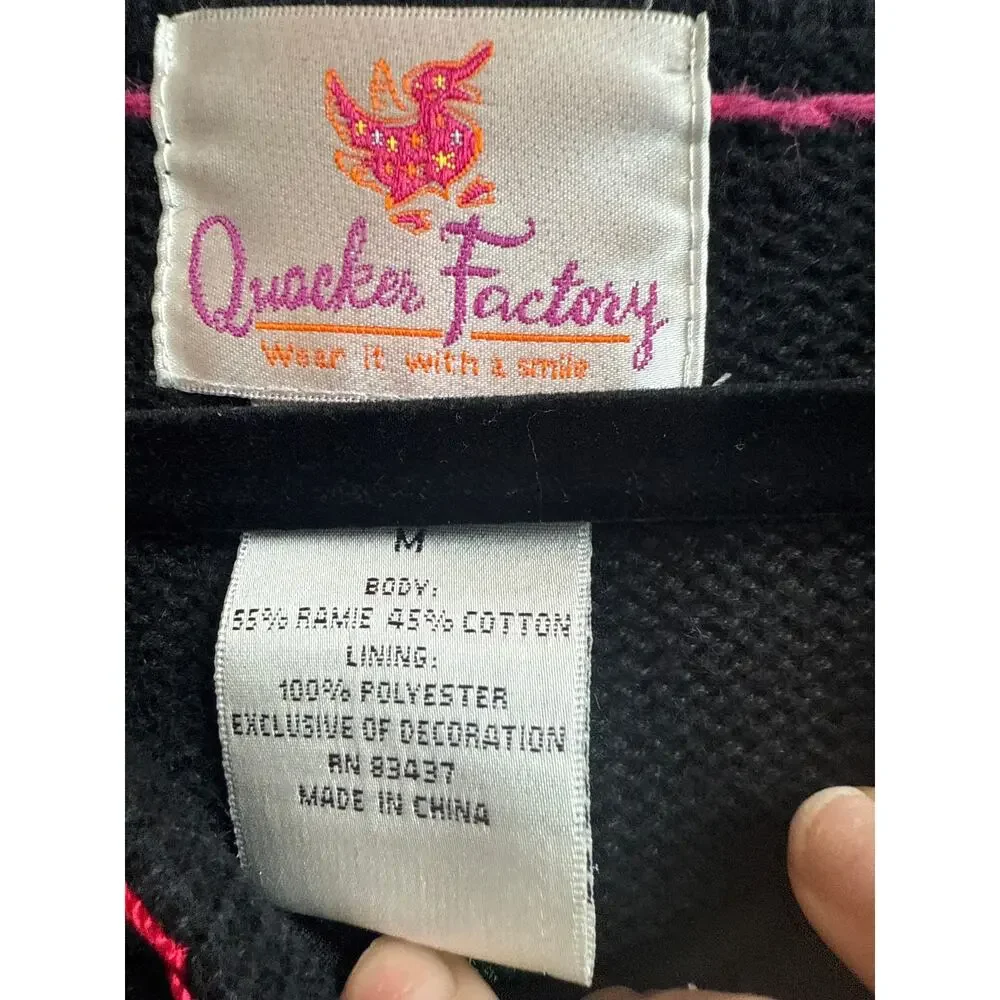 Quacker Factory
Wear it with a smile
M
BODY:
55% RAMIE 45% COTTON
LINING:
100% POLYESTER
EXCLUSIVE OF DECORATION
RN 83437
MADE IN CHINA